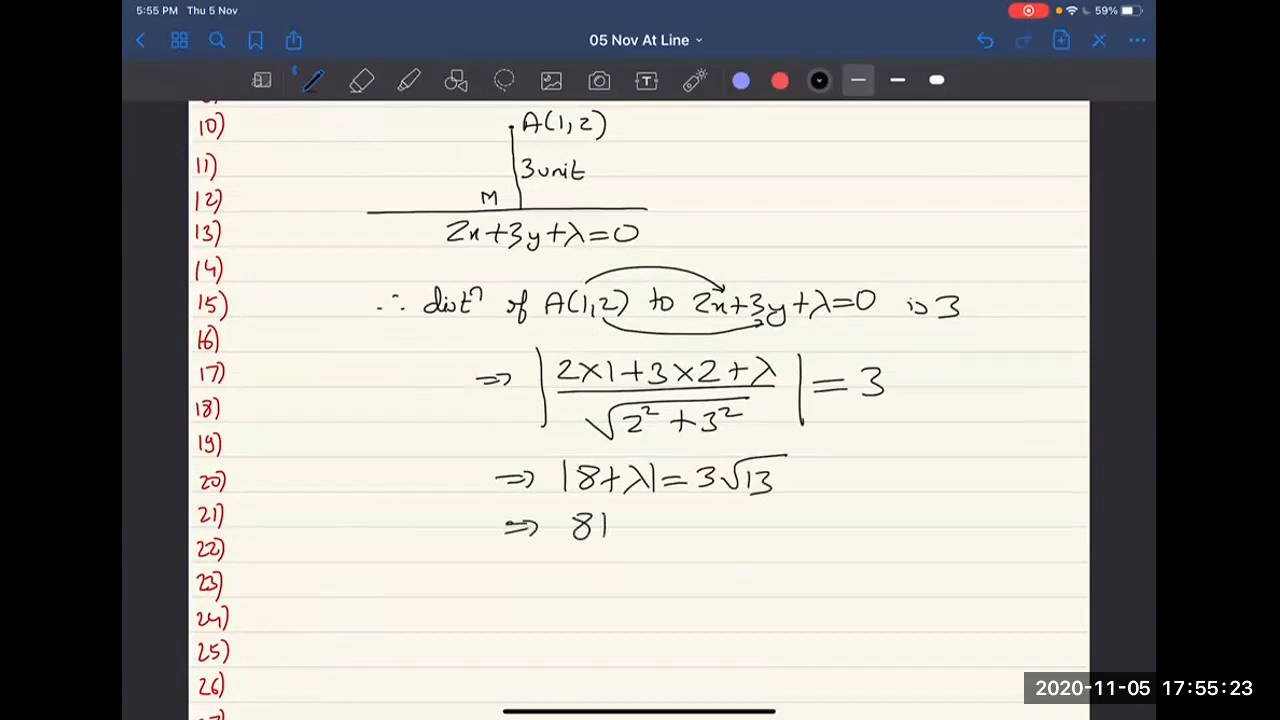 5:55 PM Thu 5 Nov
59%
05 Nov At Line
10) A(1,2)
11) 3 unit
12) M
13) 2x+3y+λ=0
14)
15) ∴ distⁿ of A(1,2) to 2x+3y+λ=0 is 3
16)
17) ⇒ |(2×1+3×2+λ)/√(2²+3²)| = 3
18)
19)
20) ⇒ |8+λ|=3√13
21) ⇒ 81
22)
23)
24)
25)
26)
2020-11-05 17:55:23